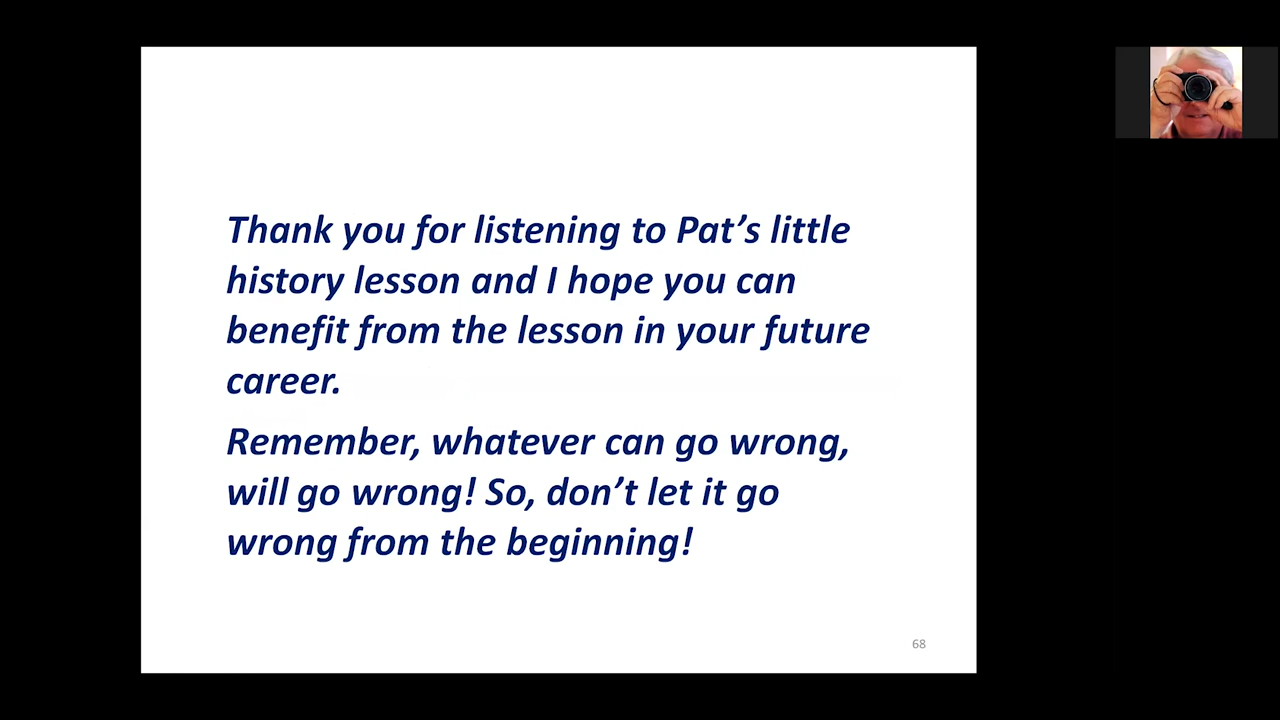 Thank you for listening to Pat’s little
history lesson and I hope you can
benefit from the lesson in your future
career.
Remember, whatever can go wrong,
will go wrong! So, don’t let it go
wrong from the beginning!
68